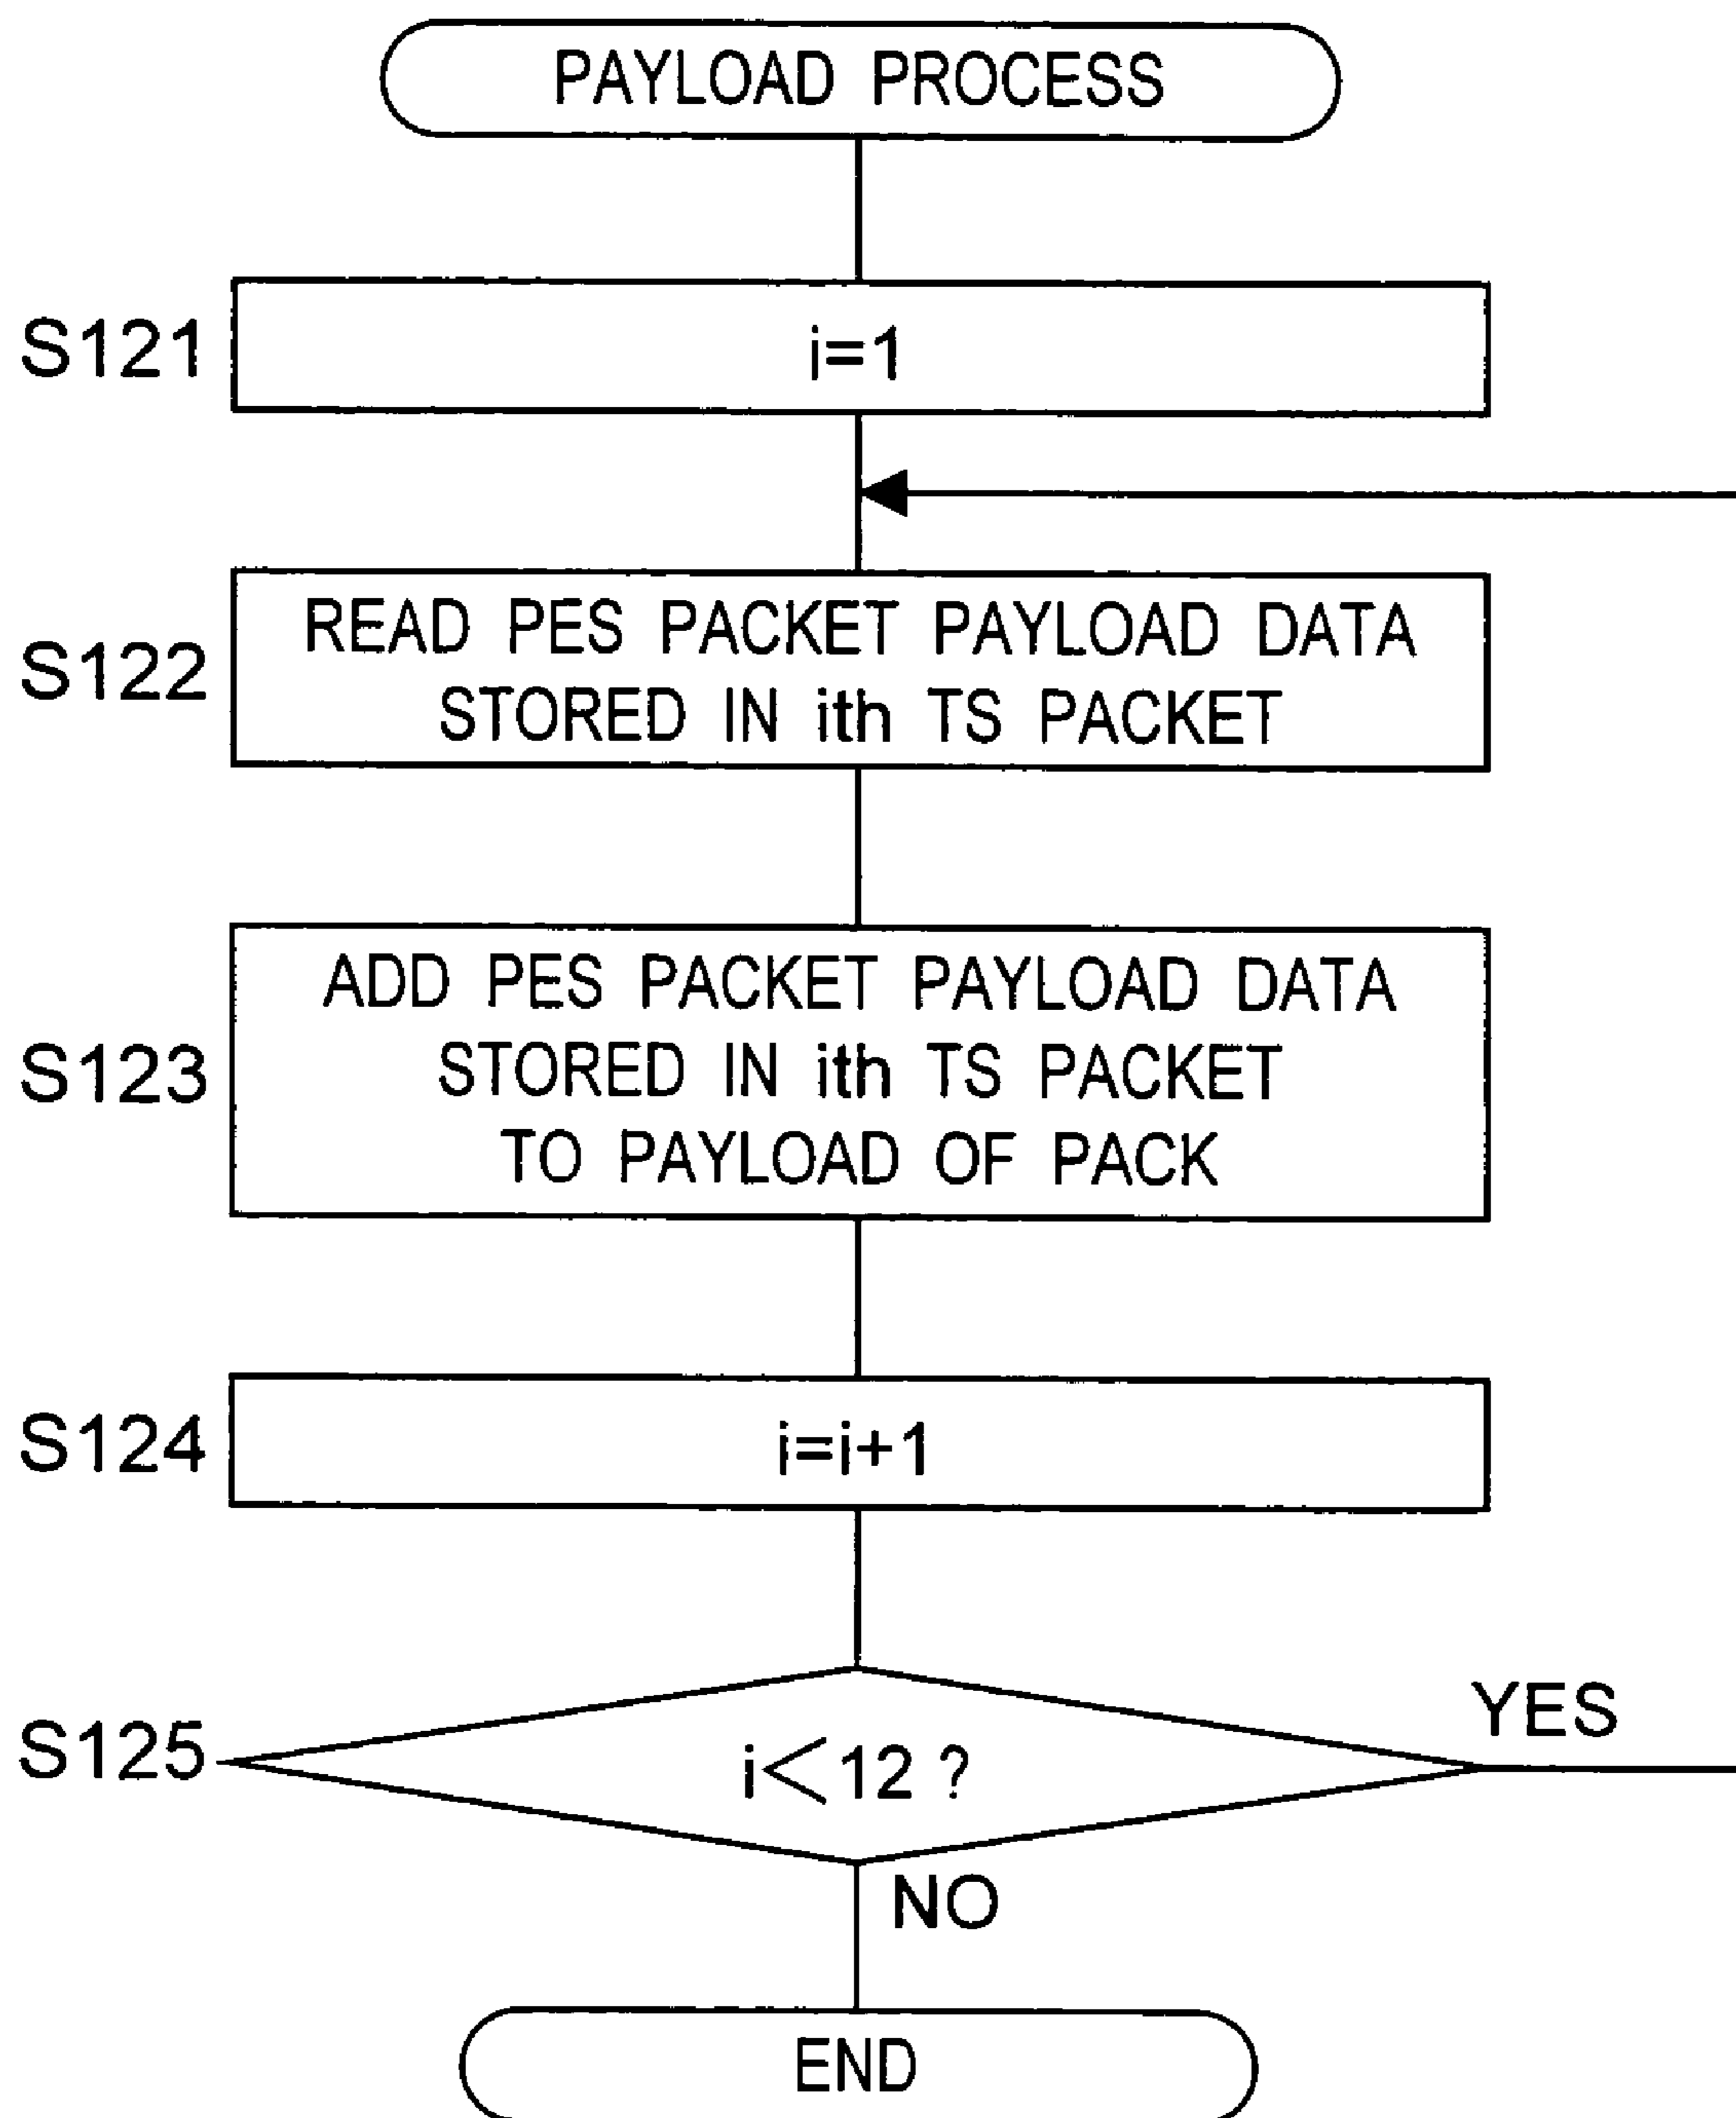 PAYLOAD PROCESS
S121
i=1
S122
READ PES PACKET PAYLOAD DATA
STORED IN ith TS PACKET
S123
ADD PES PACKET PAYLOAD DATA
STORED IN ith TS PACKET
TO PAYLOAD OF PACK
S124
i=i+1
S125
i<12 ?
YES
NO
END